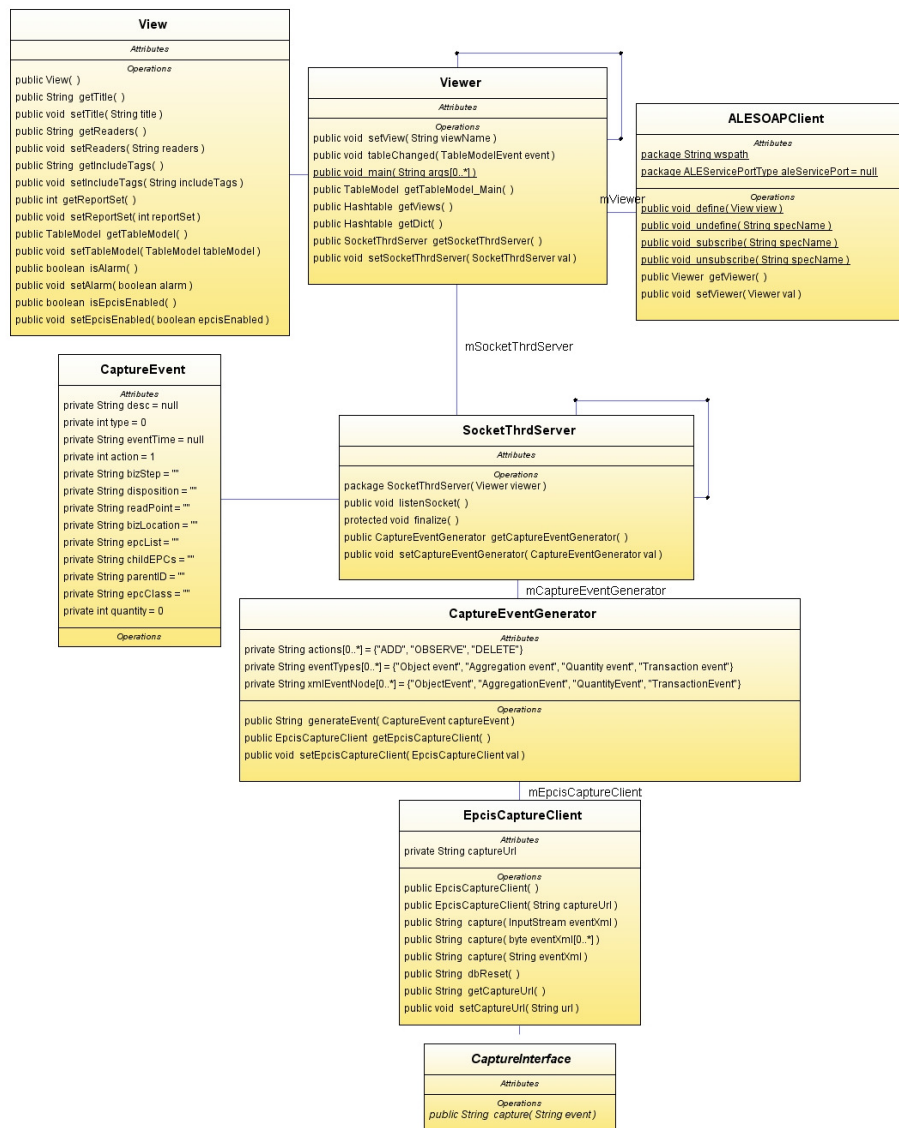 View
Attributes
Operations
public View( )
public String getTitle( )
public void setTitle( String title )
public String getReaders( )
public void setReaders( String readers )
public String getIncludeTags( )
public void setIncludeTags( String includeTags )
public int getReportSet( )
public void setReportSet( int reportSet )
public TableModel getTableModel( )
public void setTableModel( TableModel tableModel )
public boolean isAlarm( )
public void setAlarm( boolean alarm )
public boolean isEpcisEnabled( )
public void setEpcisEnabled( boolean epcisEnabled )
Viewer
Attributes
Operations
public void setView( String viewName )
public void tableChanged( TableModelEvent event )
public void main( String args[0..*] )
public TableModel getTableModel_Main( )
public Hashtable getViews( )
public Hashtable getDict( )
public SocketThrdServer getSocketThrdServer( )
public void setSocketThrdServer( SocketThrdServer val )
mViewer
ALESOAPClient
Attributes
package String wspath
package ALEServicePortType aleServicePort = null
Operations
public void define( View view )
public void undefine( String specName )
public void subscribe( String specName )
public void unsubscribe( String specName )
public Viewer getViewer( )
public void setViewer( Viewer val )
mSocketThrdServer
CaptureEvent
Attributes
private String desc = null
private int type = 0
private String eventTime = null
private int action = 1
private String bizStep = ""
private String disposition = ""
private String readPoint = ""
private String bizLocation = ""
private String epcList = ""
private String childEPCs = ""
private String parentID = ""
private String epcClass = ""
private int quantity = 0
Operations
SocketThrdServer
Attributes
Operations
package SocketThrdServer( Viewer viewer )
public void listenSocket( )
protected void finalize( )
public CaptureEventGenerator getCaptureEventGenerator( )
public void setCaptureEventGenerator( CaptureEventGenerator val )
mCaptureEventGenerator
CaptureEventGenerator
Attributes
private String actions[0..*] = {"ADD", "OBSERVE", "DELETE"}
private String eventTypes[0..*] = {"Object event", "Aggregation event", "Quantity event", "Transaction event"}
private String xmlEventNode[0..*] = {"ObjectEvent", "AggregationEvent", "QuantityEvent", "TransactionEvent"}
Operations
public String generateEvent( CaptureEvent captureEvent )
public EpcisCaptureClient getEpcisCaptureClient( )
public void setEpcisCaptureClient( EpcisCaptureClient val )
mEpcisCaptureClient
EpcisCaptureClient
Attributes
private String captureUrl
Operations
public EpcisCaptureClient( )
public EpcisCaptureClient( String captureUrl )
public String capture( InputStream eventXml )
public String capture( byte eventXml[0..*] )
public String capture( String eventXml )
public String dbReset( )
public String getCaptureUrl( )
public void setCaptureUrl( String url )
CaptureInterface
Attributes
Operations
public String capture( String event )